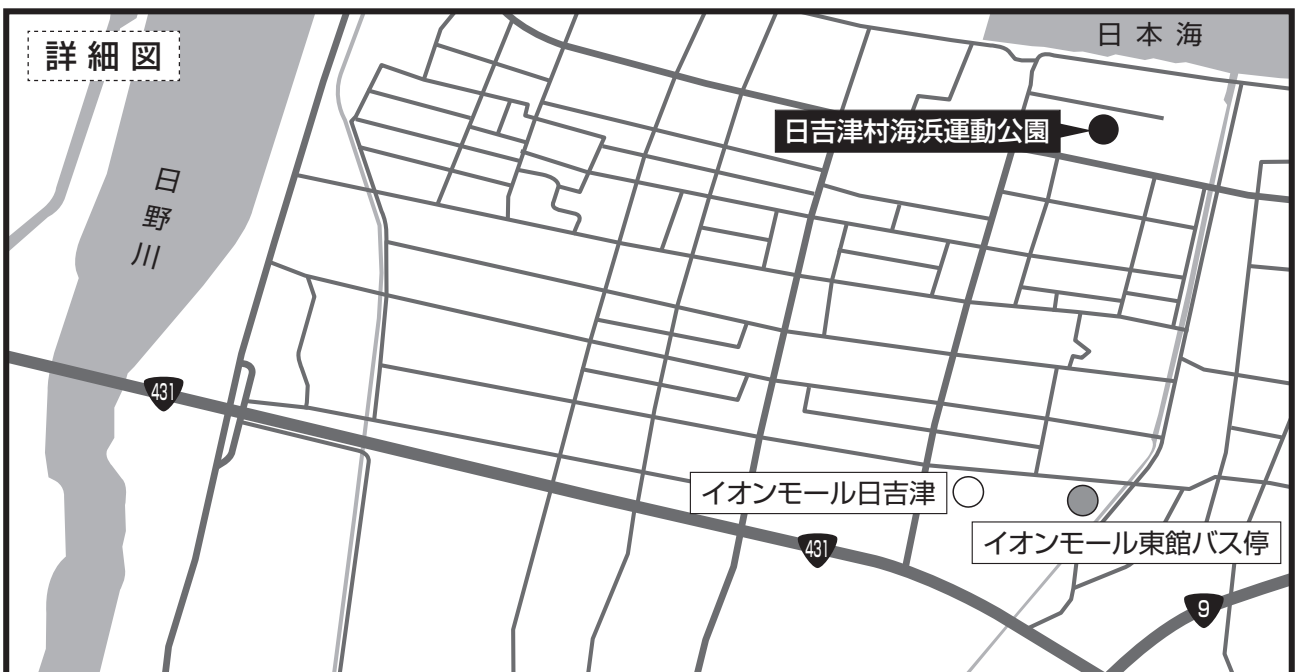 詳細図
日本海
日吉津村海浜運動公園
日野川
431
イオンモール日吉津
イオンモール東館バス停
431
9